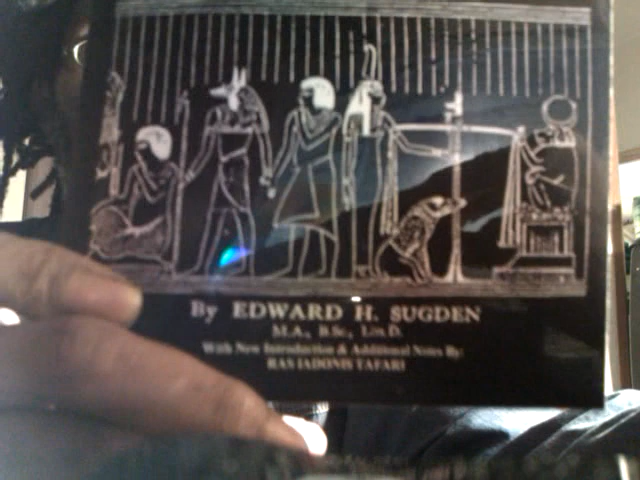 By EDWARD H. SUGDEN
M.A., B.Sc., Litt.D.
With New Introduction & Additional Notes By:
RAS IADONIS TAFARI